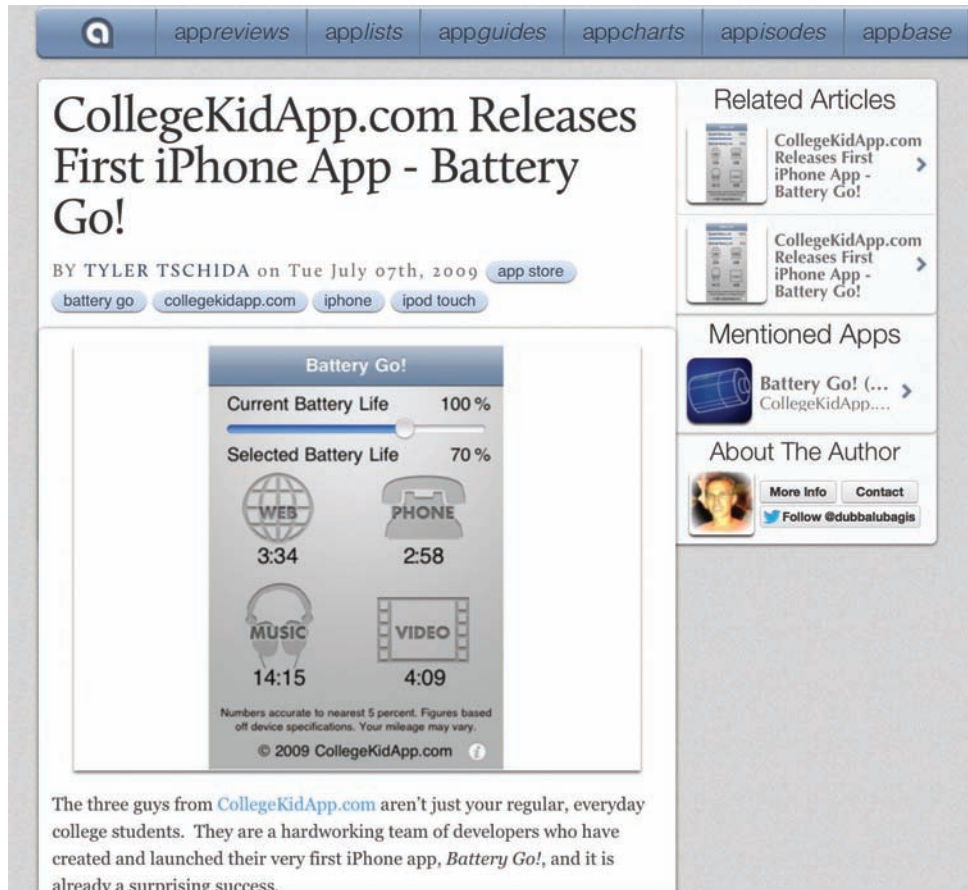 a appreviews applists appguides appcharts appisodes appbase
CollegeKidApp.com Releases
First iPhone App - Battery
Go!
BY TYLER TSCHIDA on Tue July 07th, 2009 app store
battery go collegekidapp.com iphone ipod touch
Battery Go!
Current Battery Life 100 %
Selected Battery Life 70 %
WEB PHONE
3:34 2:58
MUSIC VIDEO
14:15 4:09
Numbers accurate to nearest 5 percent. Figures based
off device specifications. Your mileage may vary.
© 2009 CollegeKidApp.com i
The three guys from CollegeKidApp.com aren't just your regular, everyday
college students. They are a hardworking team of developers who have
created and launched their very first iPhone app, Battery Go!, and it is
already a surprising success.
Related Articles
CollegeKidApp.com
Releases First
iPhone App -
Battery Go!
CollegeKidApp.com
Releases First
iPhone App -
Battery Go!
Mentioned Apps
Battery Go! (...
CollegeKidApp....
About The Author
More Info Contact
Follow @dubbalubagis